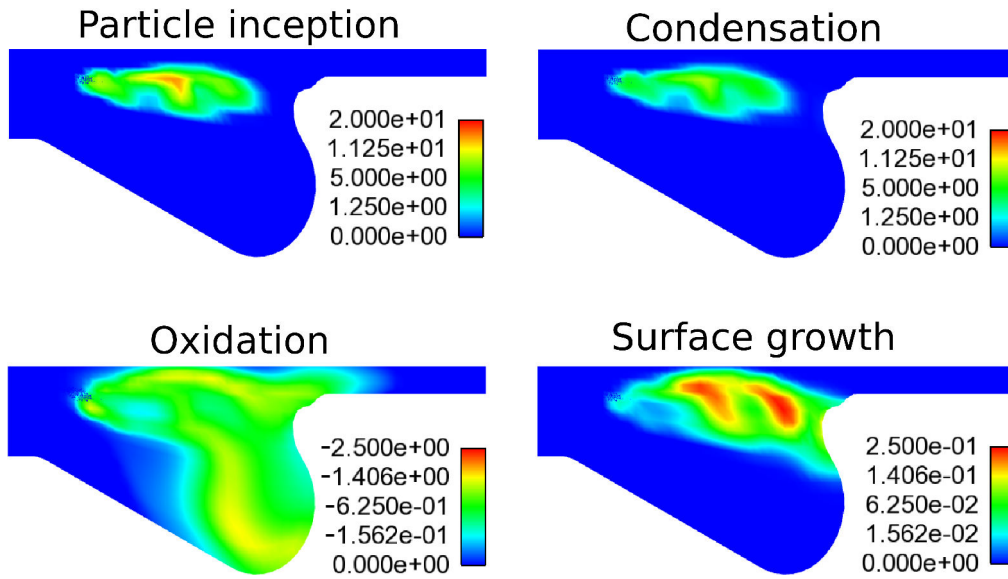 Particle inception
2.000e+01
1.125e+01
5.000e+00
1.250e+00
0.000e+00
Condensation
2.000e+01
1.125e+01
5.000e+00
1.250e+00
0.000e+00
Oxidation
-2.500e+00
-1.406e+00
-6.250e-01
-1.562e-01
0.000e+00
Surface growth
2.500e-01
1.406e-01
6.250e-02
1.562e-02
0.000e+00